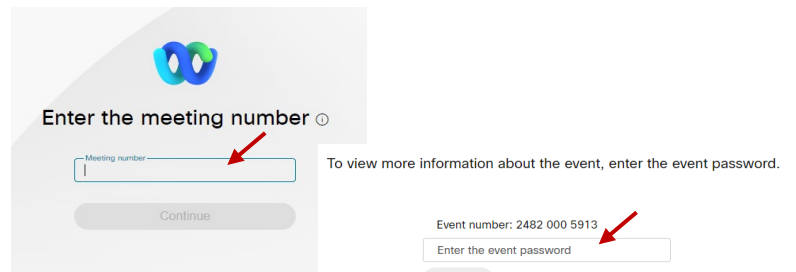 Enter the meeting number
Meeting number
Continue
To view more information about the event, enter the event password.
Event number: 2482 000 5913
Enter the event password